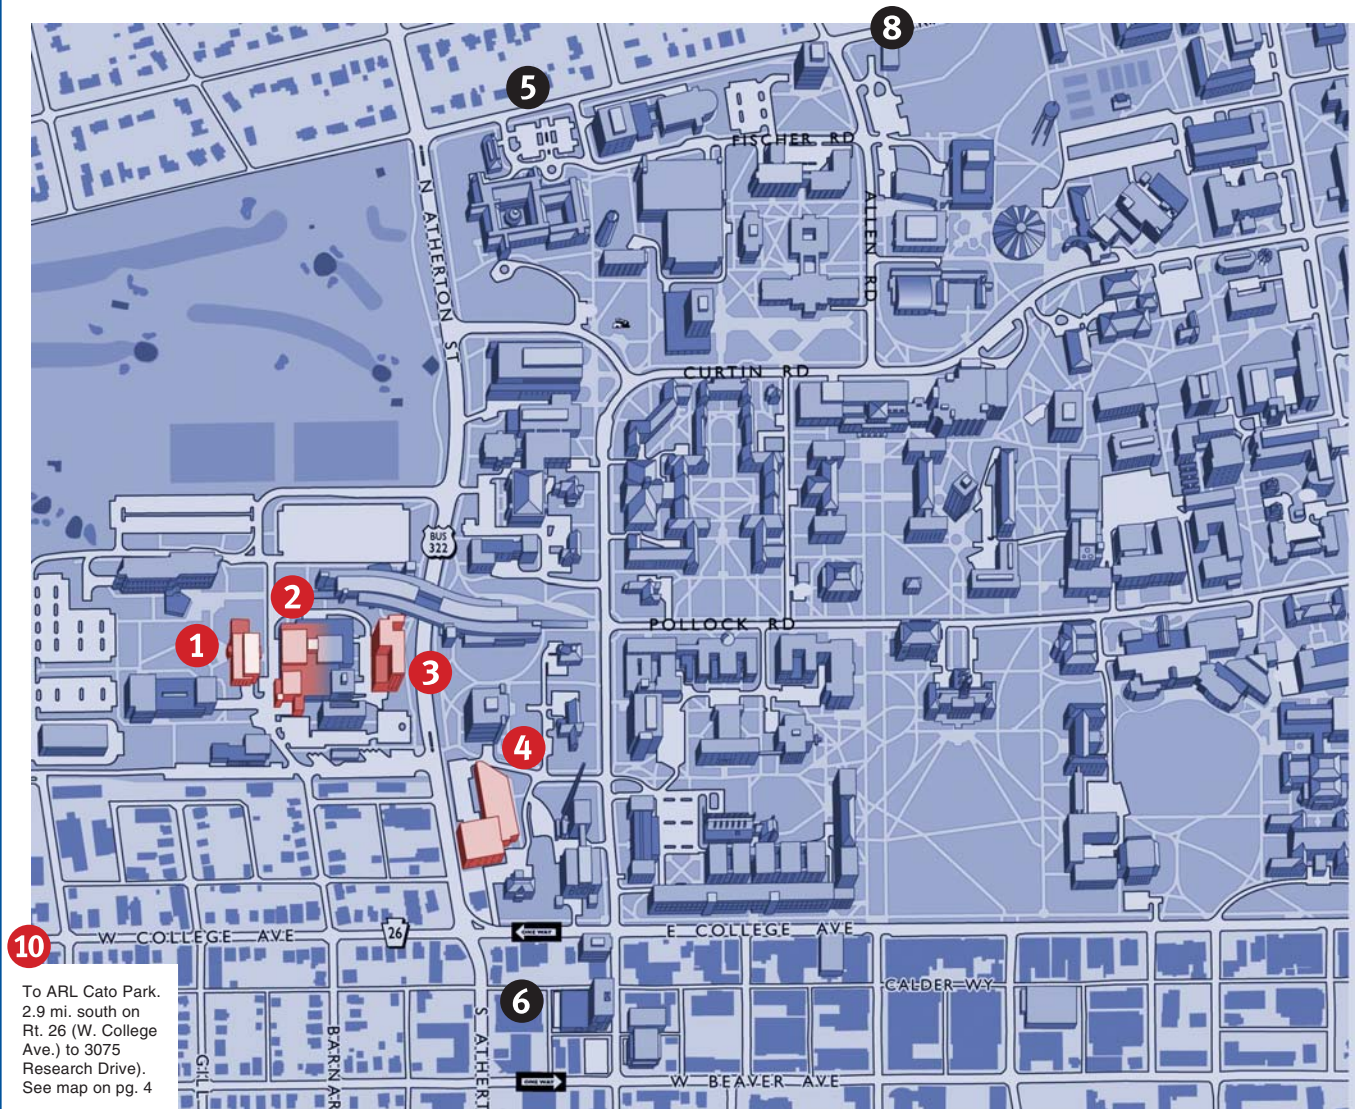 8
5
FISCHER RD
N ATHERTON ST
ALLEN RD
CURTIN RD
BUS
322
2
1
POLLOCK RD
3
4
26
ONE WAY
E COLLEGE AVE
W COLLEGE AVE
10
To ARL Cato Park.
2.9 mi. south on
Rt. 26 (W. College
Ave.) to 3075
Research Drive).
See map on pg. 4
CALDER WY
6
S ATHERT
BARNAR
GILL
ONE WAY
W BEAVER AVE